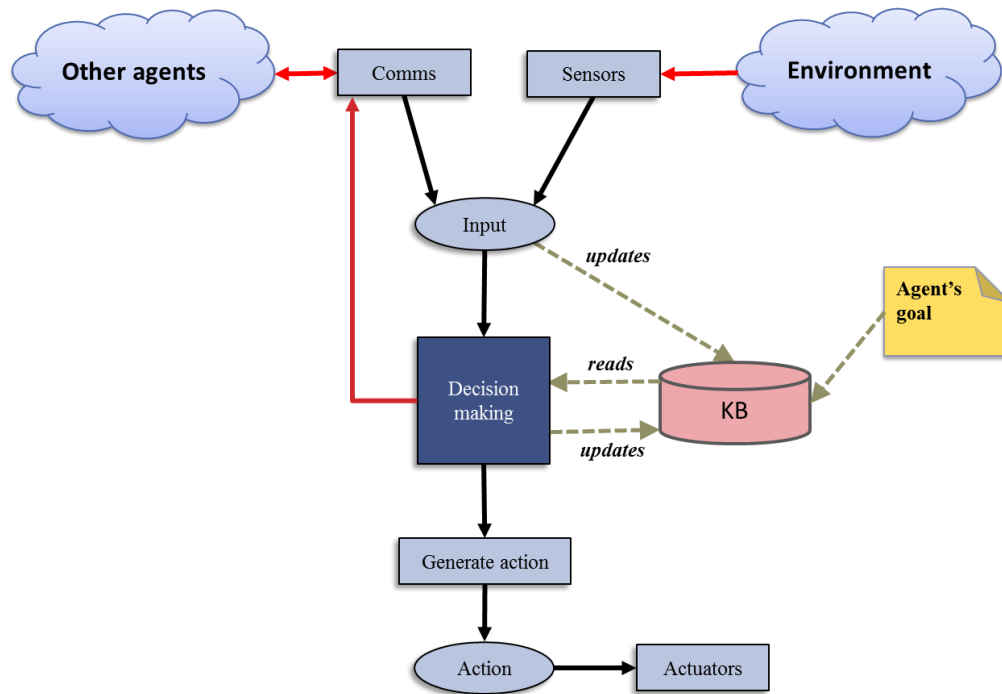 Other agents
Comms
Sensors
Environment
Input
updates
Agent’s
goal
reads
Decision
making
KB
updates
Generate action
Action
Actuators